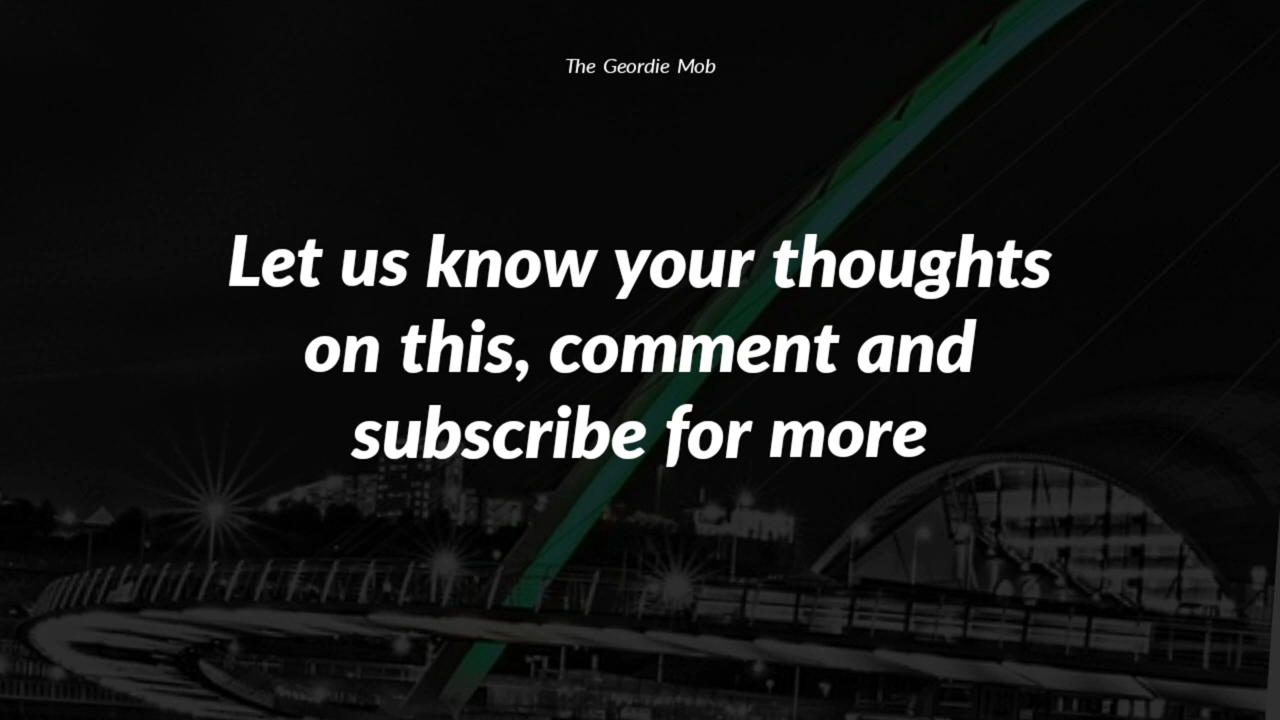 The Geordie Mob
Let us know your thoughts
on this, comment and
subscribe for more